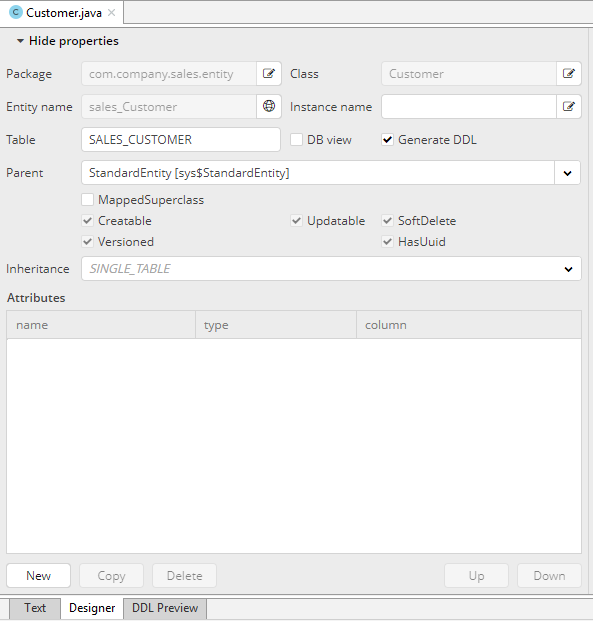 C Customer.java
Hide properties
Package com.company.sales.entity Class Customer
Entity name sales_Customer Instance name
Table SALES_CUSTOMER DB view Generate DDL
Parent StandardEntity [sys$StandardEntity]
MappedSuperclass
Creatable Updatable SoftDelete
Versioned HasUuid
Inheritance SINGLE_TABLE
Attributes
name type column
New Copy Delete Up Down
Text Designer DDL Preview